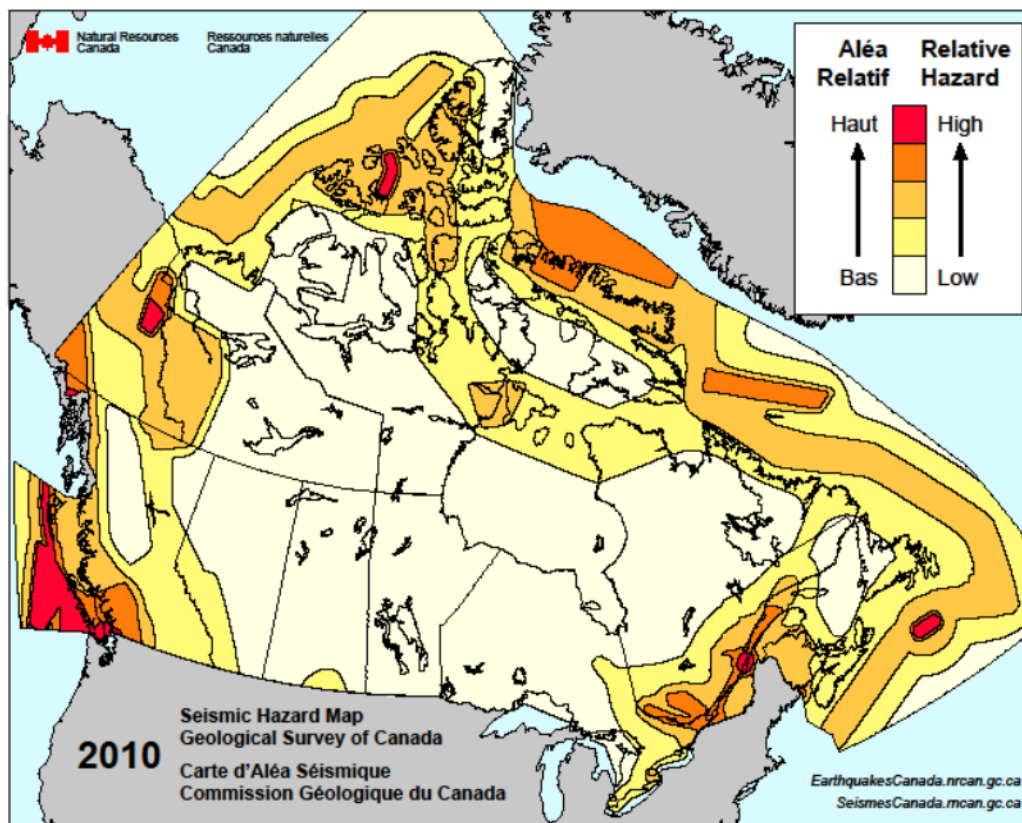 Natural Resources Ressources naturelles
Canada Canada
Aléa Relative
Relatif Hazard
Haut High
Bas Low
2010
Seismic Hazard Map
Geological Survey of Canada
Carte d'Aléa Séismique
Commission Géologique du Canada
EarthquakesCanada.nrcan.gc.ca
SeismesCanada.rncan.gc.ca